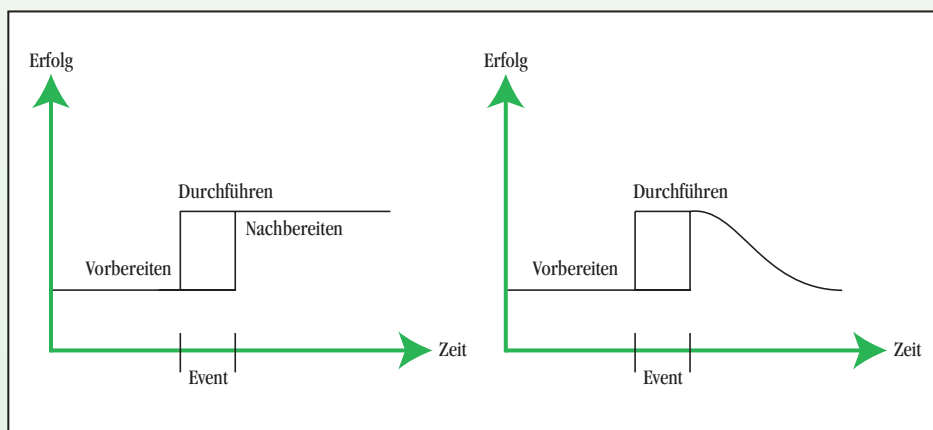 Erfolg
Durchführen
Nachbereiten
Vorbereiten
Zeit
Event
Erfolg
Durchführen
Vorbereiten
Zeit
Event